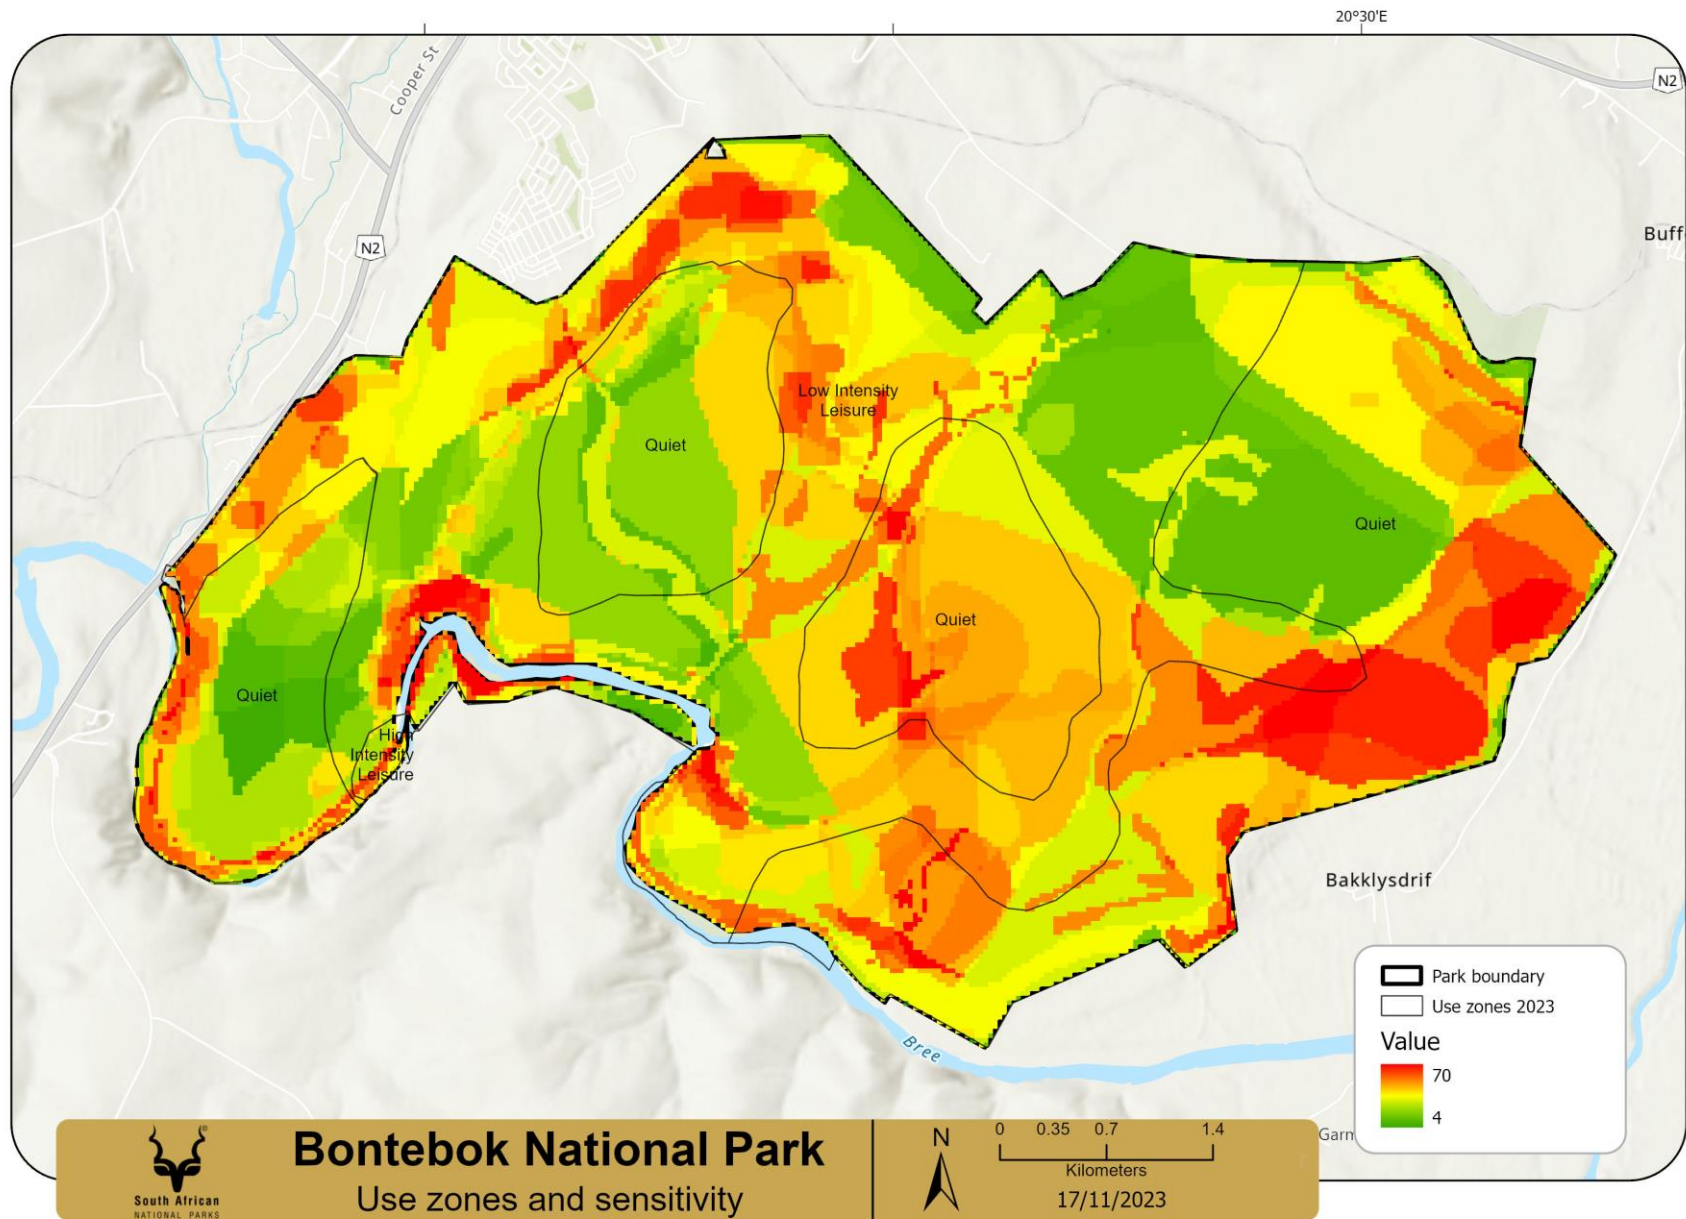 20°30'E
N2
Cooper St
N2
Buff
Low Intensity
Leisure
Quiet
Quiet
Quiet
Quiet
High
Intensity
Leisure
Bakklysdrif
Bree
Park boundary
Use zones 2023
Value
70
4
Garm
South African
NATIONAL PARKS
Bontebok National Park
Use zones and sensitivity
N
0 0.35 0.7 1.4
Kilometers
17/11/2023